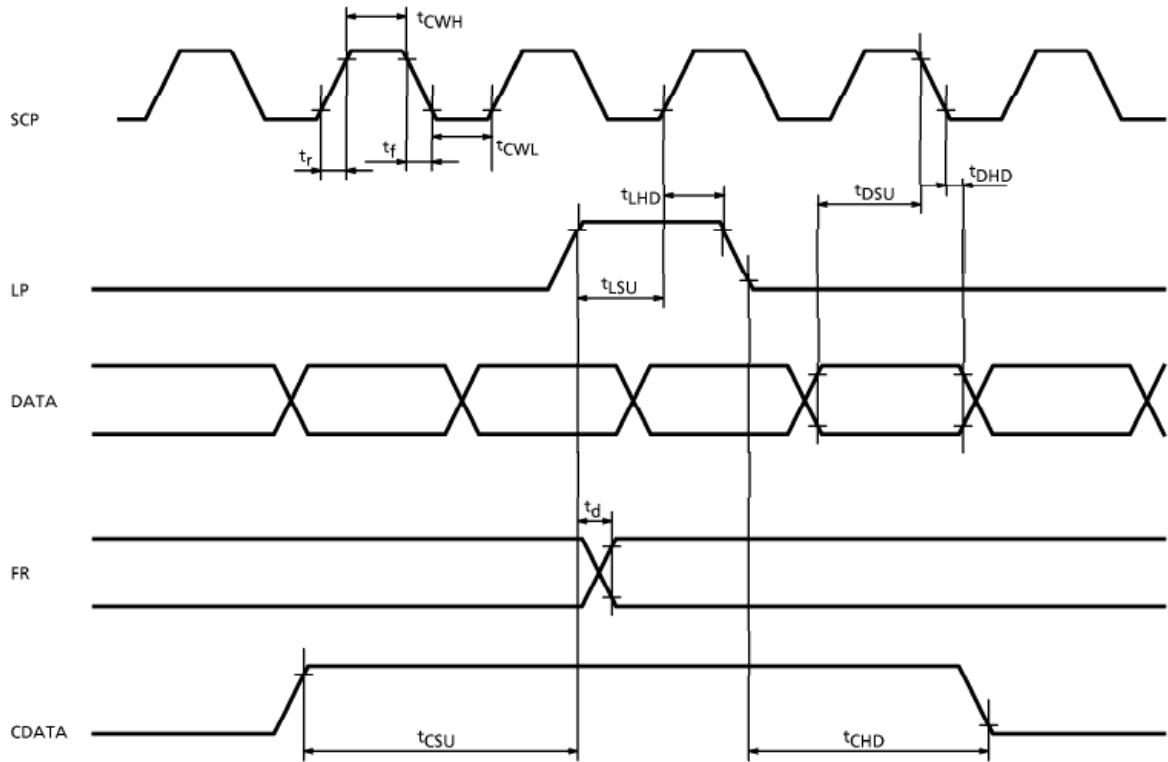 tCWH
SCP
tr
tf
tCWL
tLHD
tDSU
tDHD
LP
tLSU
DATA
td
FR
CDATA
tCSU
tCHD